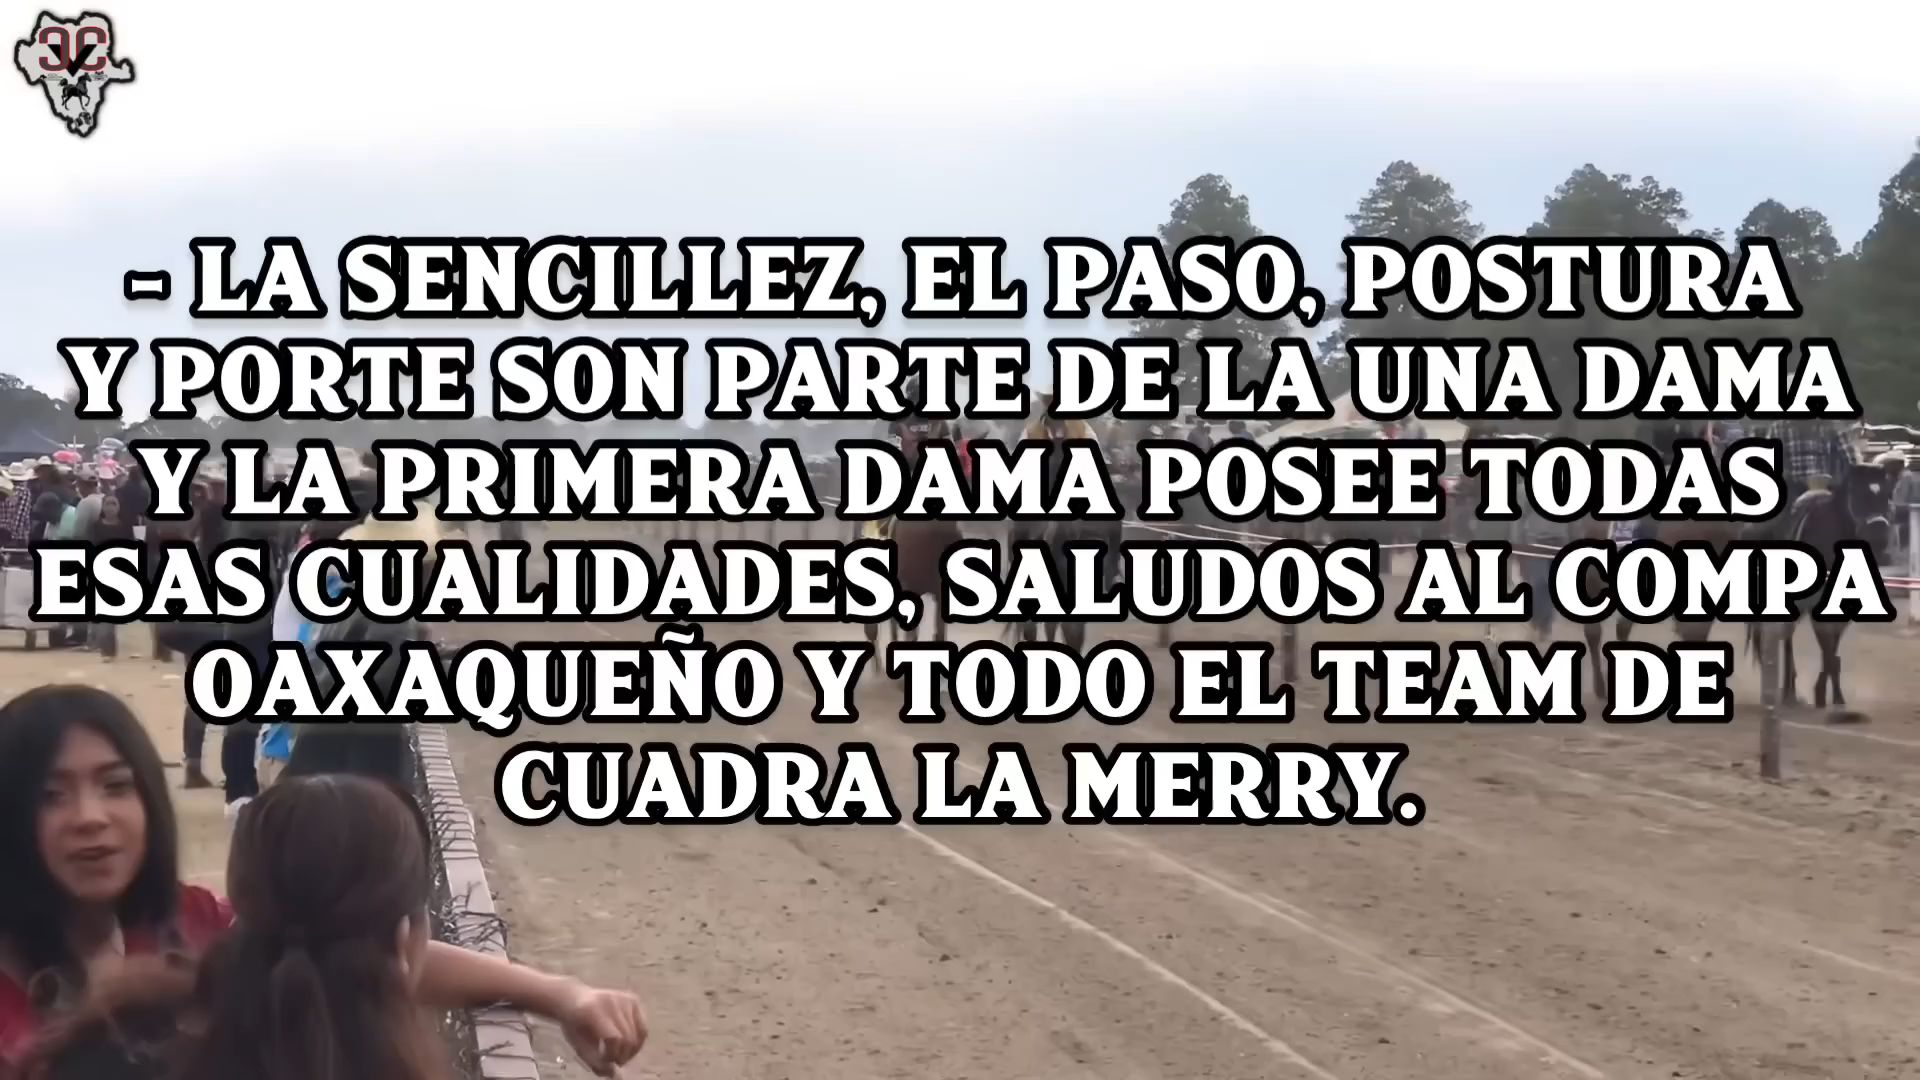 - LA SENCILLEZ, EL PASO, POSTURA
Y PORTE SON PARTE DE LA UNA DAMA
Y LA PRIMERA DAMA POSEE TODAS
ESAS CUALIDADES, SALUDOS AL COMPA
OAXAQUEÑO Y TODO EL TEAM DE
CUADRA LA MERRY.